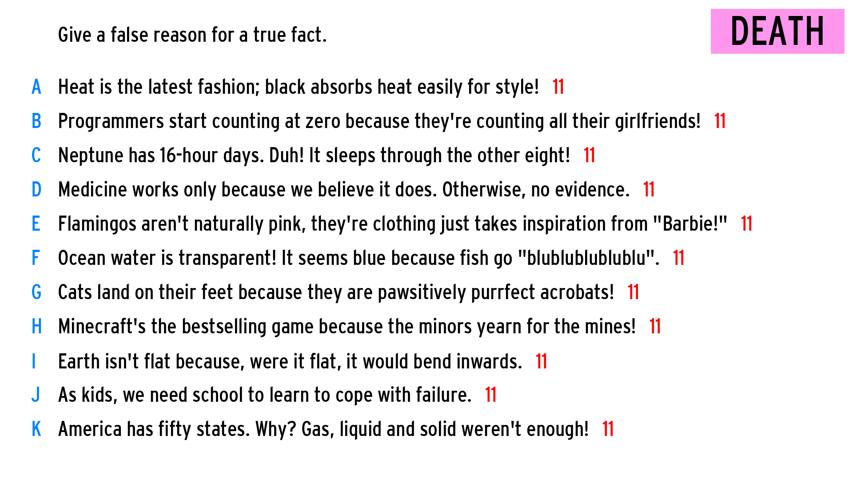 Give a false reason for a true fact.
DEATH
A Heat is the latest fashion; black absorbs heat easily for style! 11
B Programmers start counting at zero because they're counting all their girlfriends! 11
C Neptune has 16-hour days. Duh! It sleeps through the other eight! 11
D Medicine works only because we believe it does. Otherwise, no evidence. 11
E Flamingos aren't naturally pink, they're clothing just takes inspiration from "Barbie!" 11
F Ocean water is transparent! It seems blue because fish go "blublublublublu". 11
G Cats land on their feet because they are pawsitively purrfect acrobats! 11
H Minecraft's the bestselling game because the minors yearn for the mines! 11
I Earth isn't flat because, were it flat, it would bend inwards. 11
J As kids, we need school to learn to cope with failure. 11
K America has fifty states. Why? Gas, liquid and solid weren't enough! 11